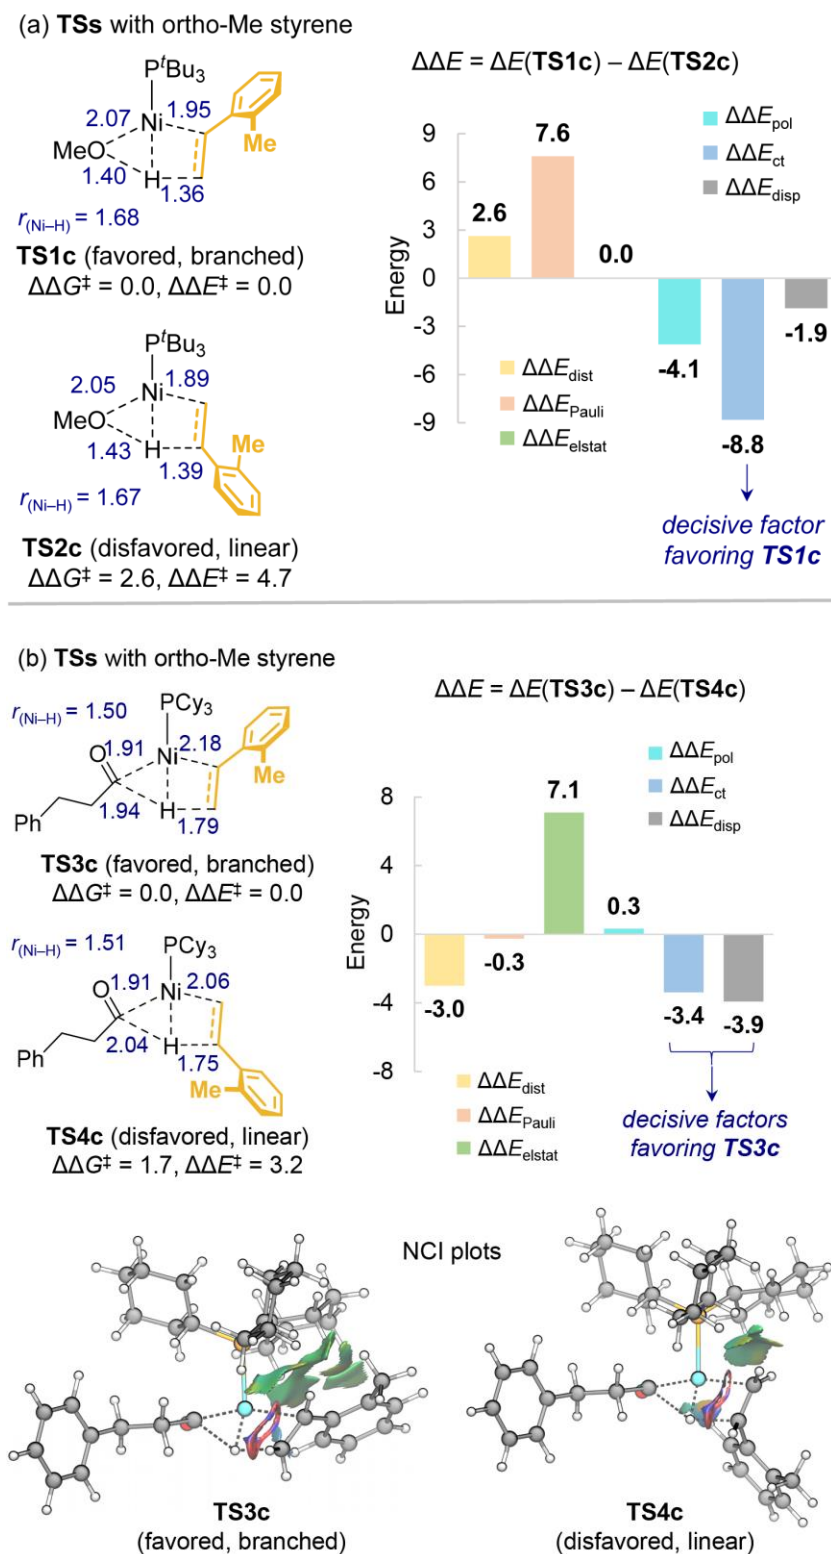 (a) TSs with ortho-Me styrene
PᵗBu₃
2.07
Ni
1.95
Me
MeO
1.40
H
1.36
r(Ni–H) = 1.68
TS1c (favored, branched)
ΔΔG‡ = 0.0, ΔΔE‡ = 0.0
PᵗBu₃
2.05
Ni
1.89
MeO
1.43
H
1.39
Me
r(Ni–H) = 1.67
TS2c (disfavored, linear)
ΔΔG‡ = 2.6, ΔΔE‡ = 4.7
ΔΔE = ΔE(TS1c) – ΔE(TS2c)
Energy
9
6
3
0
-3
-6
-9
2.6
7.6
0.0
-4.1
-8.8
-1.9
ΔΔEpol
ΔΔEct
ΔΔEdisp
ΔΔEdist
ΔΔEPauli
ΔΔEelstat
decisive factor
favoring TS1c
(b) TSs with ortho-Me styrene
r(Ni–H) = 1.50
PCy₃
O
1.91
Ni
2.18
Me
Ph
1.94
H
1.79
TS3c (favored, branched)
ΔΔG‡ = 0.0, ΔΔE‡ = 0.0
r(Ni–H) = 1.51
PCy₃
O
1.91
Ni
2.06
Ph
2.04
H
1.75
Me
TS4c (disfavored, linear)
ΔΔG‡ = 1.7, ΔΔE‡ = 3.2
ΔΔE = ΔE(TS3c) – ΔE(TS4c)
Energy
8
4
0
-4
-8
-3.0
-0.3
7.1
0.3
-3.4
-3.9
ΔΔEpol
ΔΔEct
ΔΔEdisp
ΔΔEdist
ΔΔEPauli
ΔΔEelstat
decisive factors
favoring TS3c
NCI plots
TS3c
(favored, branched)
TS4c
(disfavored, linear)